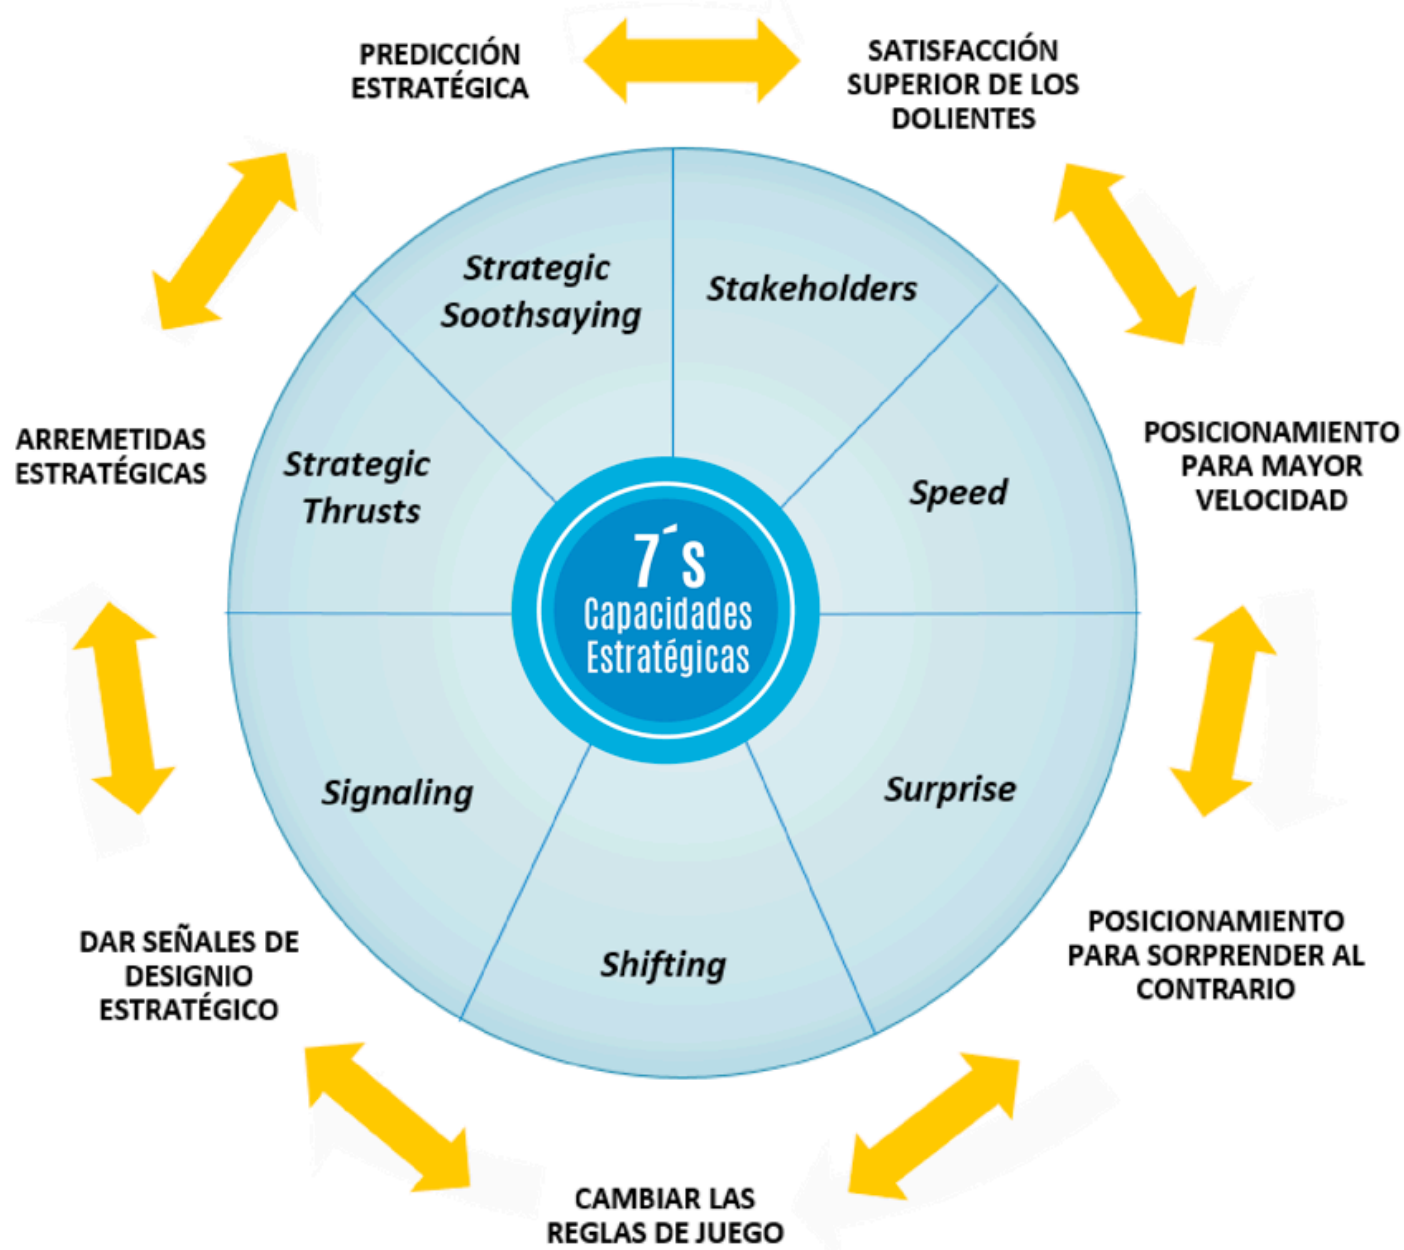 PREDICCIÓN
ESTRATÉGICA
SATISFACCIÓN
SUPERIOR DE LOS
DOLIENTES
POSICIONAMIENTO
PARA MAYOR
VELOCIDAD
POSICIONAMIENTO
PARA SORPRENDER AL
CONTRARIO
CAMBIAR LAS
REGLAS DE JUEGO
DAR SEÑALES DE
DESIGNIO
ESTRATÉGICO
ARREMETIDAS
ESTRATÉGICAS
Strategic
Soothsaying
Stakeholders
Speed
Surprise
Shifting
Signaling
Strategic
Thrusts
7´s
Capacidades
Estratégicas